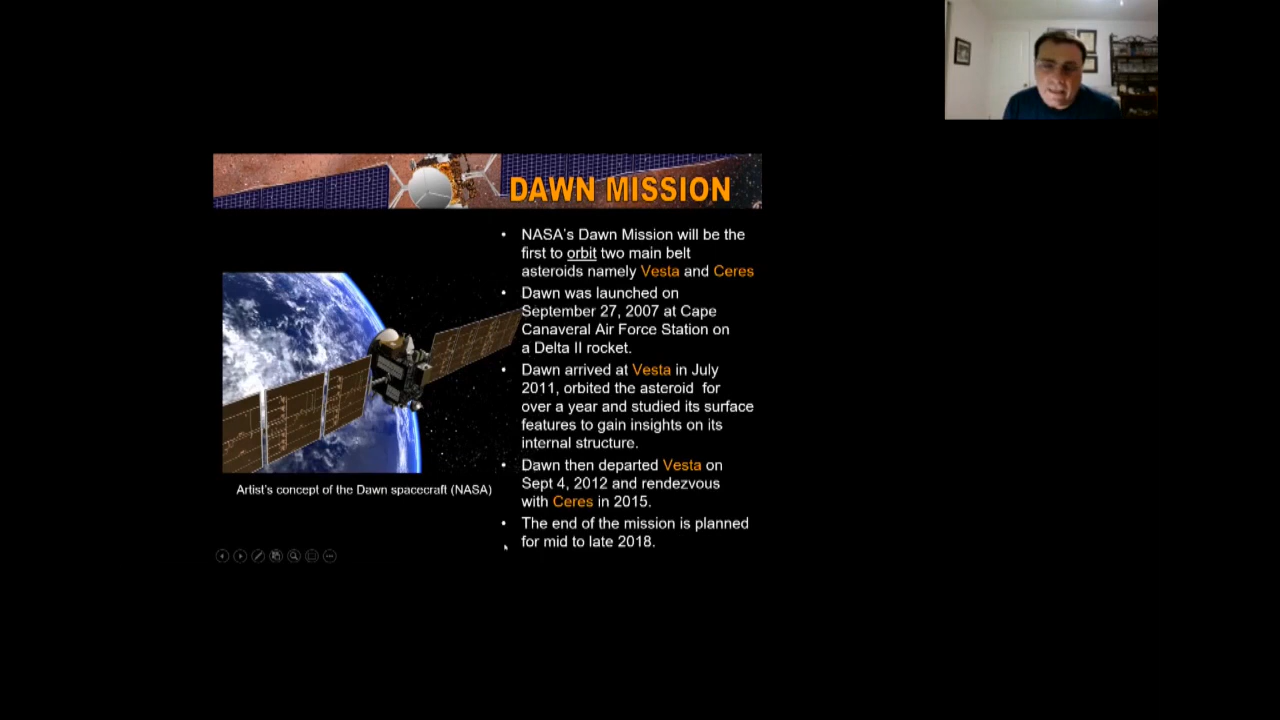 DAWN MISSION
• NASA's Dawn Mission will be the
first to orbit two main belt
asteroids namely Vesta and Ceres
• Dawn was launched on
September 27, 2007 at Cape
Canaveral Air Force Station on
a Delta II rocket.
• Dawn arrived at Vesta in July
2011, orbited the asteroid for
over a year and studied its surface
features to gain insights on its
internal structure.
• Dawn then departed Vesta on
Sept 4, 2012 and rendezvous
with Ceres in 2015.
• The end of the mission is planned
for mid to late 2018.
Artist's concept of the Dawn spacecraft (NASA)